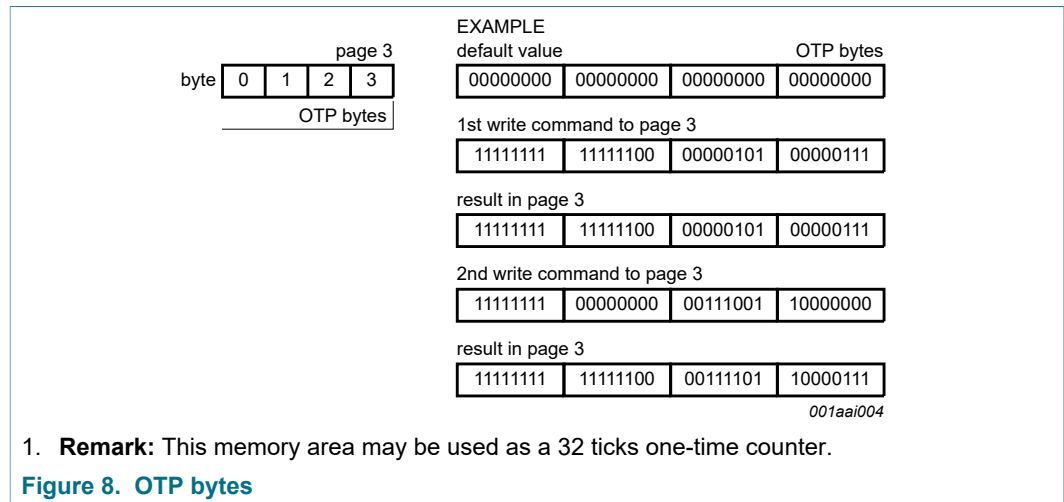 page 3
byte 0 1 2 3
OTP bytes
EXAMPLE
default value OTP bytes
00000000 00000000 00000000 00000000
1st write command to page 3
11111111 11111100 00000101 00000111
result in page 3
11111111 11111100 00000101 00000111
2nd write command to page 3
11111111 00000000 00111001 10000000
result in page 3
11111111 11111100 00111101 10000111
001aai004
1. Remark: This memory area may be used as a 32 ticks one-time counter.
Figure 8. OTP bytes